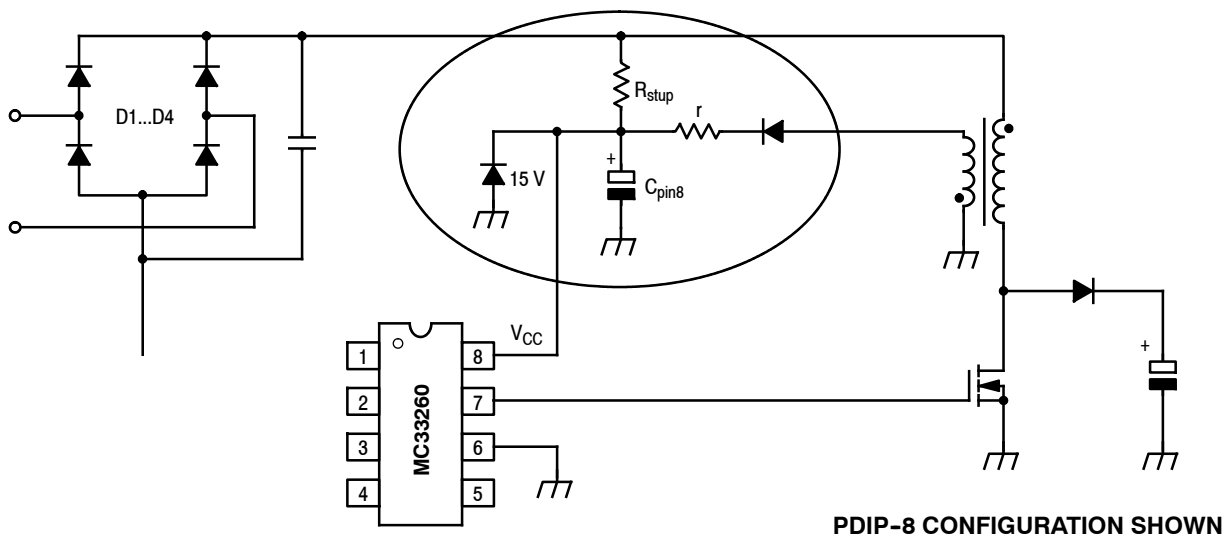 R_stup
r
D1...D4
+
15 V
C_pin8
V_CC
1
8
+
2
7
MC33260
3
6
4
5
PDIP-8 CONFIGURATION SHOWN